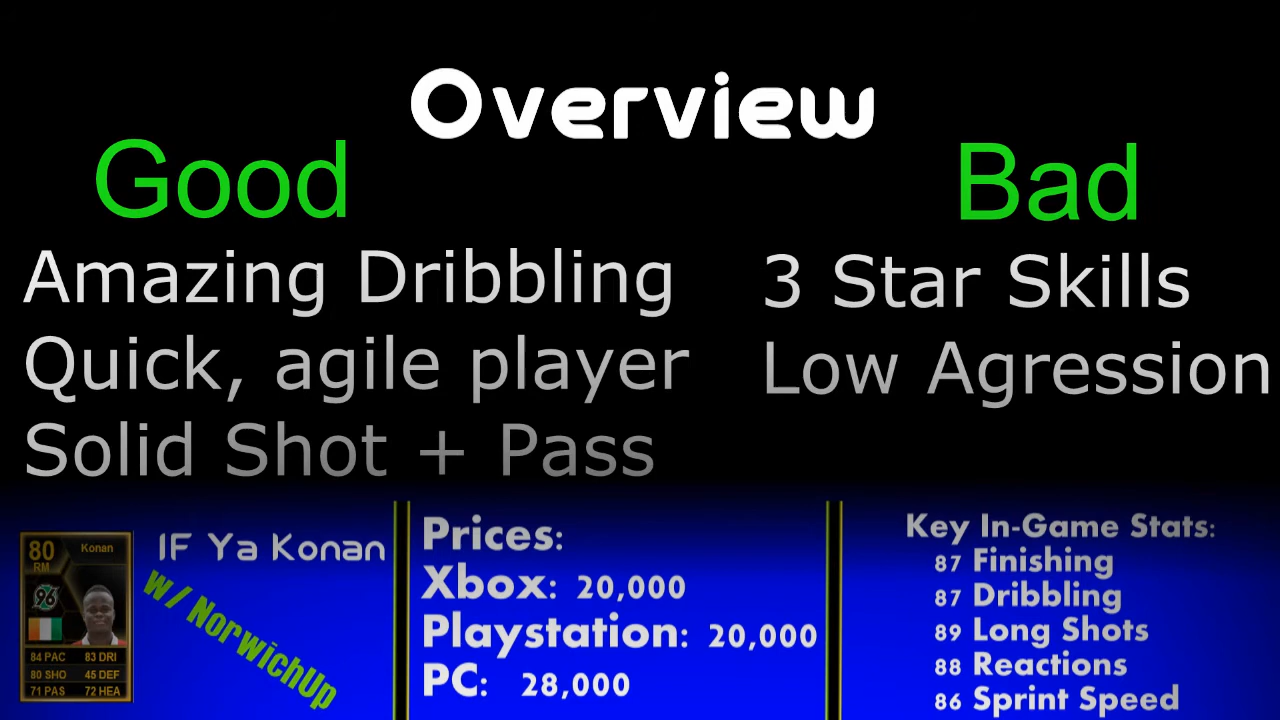 Overview
Good
Bad
Amazing Dribbling
Quick, agile player
Solid Shot + Pass
3 Star Skills
Low Agression
80
RM
Konan
96
84 PAC 83 DRI
80 SHO 45 DEF
71 PAS 72 HEA
IF Ya Konan
W/ NorwichUp
Prices:
Xbox: 20,000
Playstation: 20,000
PC: 28,000
Key In-Game Stats:
87 Finishing
87 Dribbling
89 Long Shots
88 Reactions
86 Sprint Speed